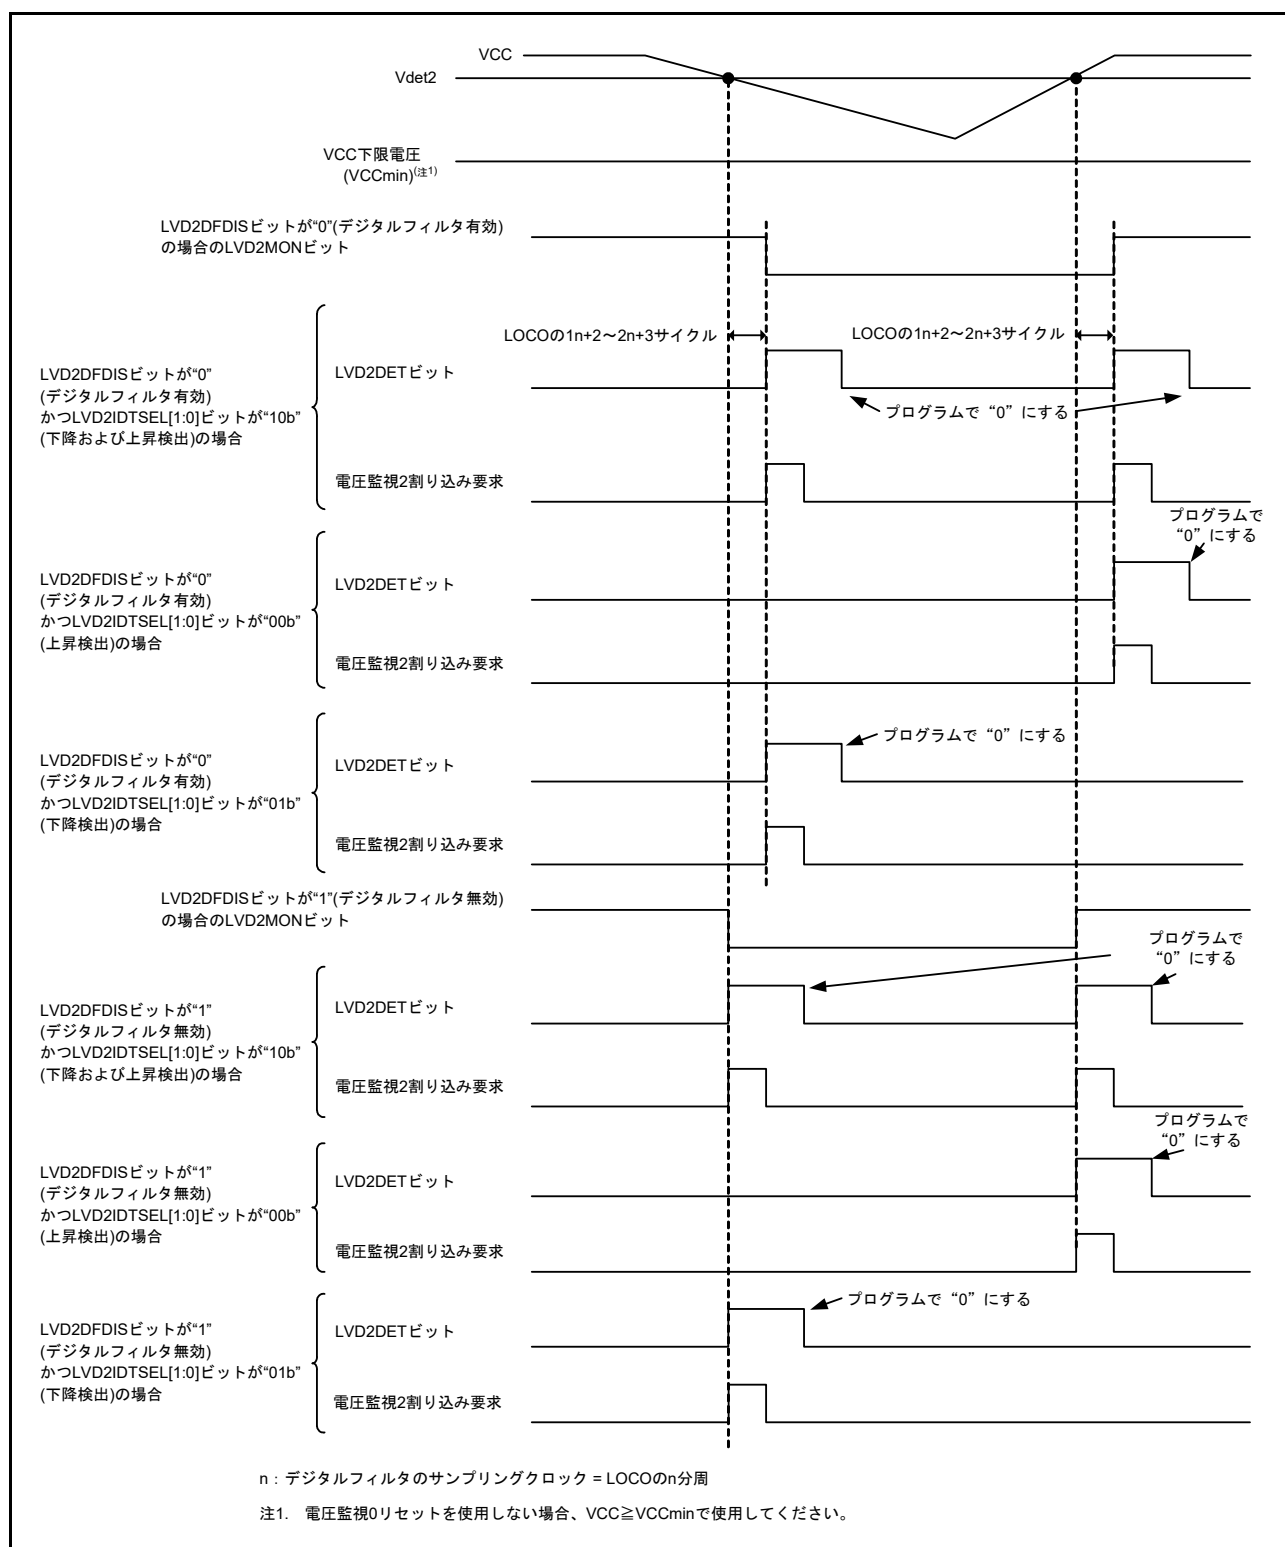 VCC
Vdet2
VCC下限電圧
(VCCmin)(注1)
LVD2DFDISビットが“0”(デジタルフィルタ有効)
の場合のLVD2MONビット
LOCOの1n+2～2n+3サイクル
LOCOの1n+2～2n+3サイクル
LVD2DFDISビットが“0”
(デジタルフィルタ有効)
かつLVD2IDTSEL[1:0]ビットが“10b”
(下降および上昇検出)の場合
LVD2DETビット
プログラムで“0”にする
電圧監視2割り込み要求
プログラムで
“0”にする
LVD2DFDISビットが“0”
(デジタルフィルタ有効)
かつLVD2IDTSEL[1:0]ビットが“00b”
(上昇検出)の場合
LVD2DETビット
電圧監視2割り込み要求
プログラムで“0”にする
LVD2DFDISビットが“0”
(デジタルフィルタ有効)
かつLVD2IDTSEL[1:0]ビットが“01b”
(下降検出)の場合
LVD2DETビット
電圧監視2割り込み要求
LVD2DFDISビットが“1”(デジタルフィルタ無効)
の場合のLVD2MONビット
プログラムで
“0”にする
LVD2DFDISビットが“1”
(デジタルフィルタ無効)
かつLVD2IDTSEL[1:0]ビットが“10b”
(下降および上昇検出)の場合
LVD2DETビット
電圧監視2割り込み要求
プログラムで
“0”にする
LVD2DFDISビットが“1”
(デジタルフィルタ無効)
かつLVD2IDTSEL[1:0]ビットが“00b”
(上昇検出)の場合
LVD2DETビット
電圧監視2割り込み要求
プログラムで“0”にする
LVD2DFDISビットが“1”
(デジタルフィルタ無効)
かつLVD2IDTSEL[1:0]ビットが“01b”
(下降検出)の場合
LVD2DETビット
電圧監視2割り込み要求
n：デジタルフィルタのサンプリングクロック = LOCOのn分周
注1. 電圧監視0リセットを使用しない場合、VCC≧VCCminで使用してください。